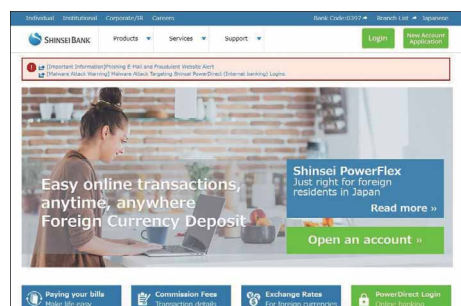 Individual Institutional Corporate/SR Careers Bank Code:0397 Branch List Japanese
SHINSEI BANK Products Services Support Login New Account Application
[Important Information]Phishing E-Mail and Fraudulent Website Alert
[Malware Attack Warning] Malware Attack Targeting Shinsei PowerDirect (Internet banking) Logins
Easy online transactions,
anytime, anywhere
Foreign Currency Deposit
Shinsei PowerFlex
Just right for foreign
residents in Japan
Read more »
Open an account »
Paying your bills Commission Fees Exchange Rates PowerDirect Login
Make life easy Transaction details For foreign currencies Online banking